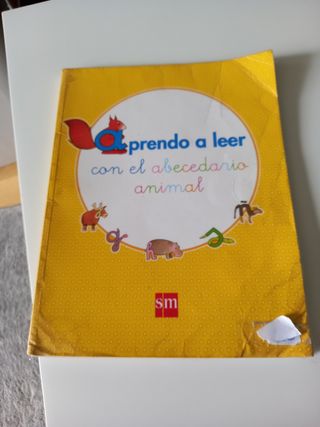 aprendo a leer
con el abecedario
animal
sm